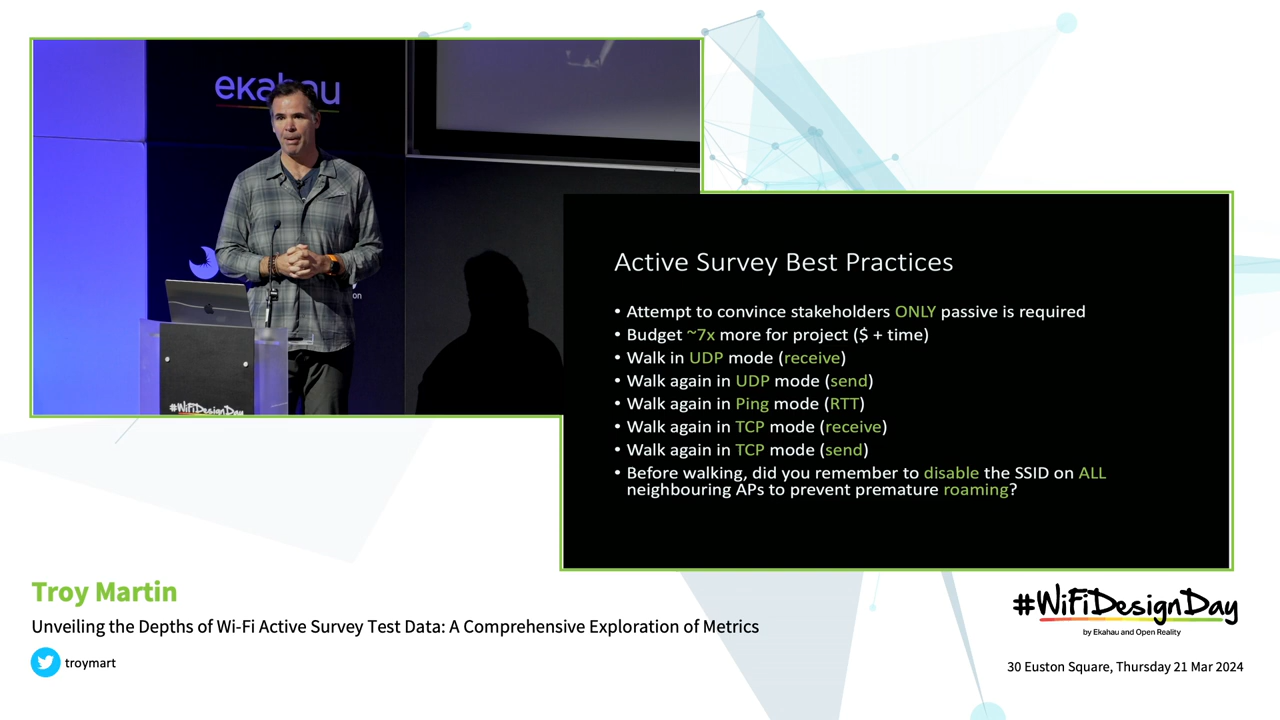 ekahau
on
#WiFiDesignDay
Active Survey Best Practices
• Attempt to convince stakeholders ONLY passive is required
• Budget ~7x more for project ($ + time)
• Walk in UDP mode (receive)
• Walk again in UDP mode (send)
• Walk again in Ping mode (RTT)
• Walk again in TCP mode (receive)
• Walk again in TCP mode (send)
• Before walking, did you remember to disable the SSID on ALL
neighbouring APs to prevent premature roaming?
Troy Martin
Unveiling the Depths of Wi-Fi Active Survey Test Data: A Comprehensive Exploration of Metrics
troymart
#WiFiDesignDay
by Ekahau and Open Reality
30 Euston Square, Thursday 21 Mar 2024